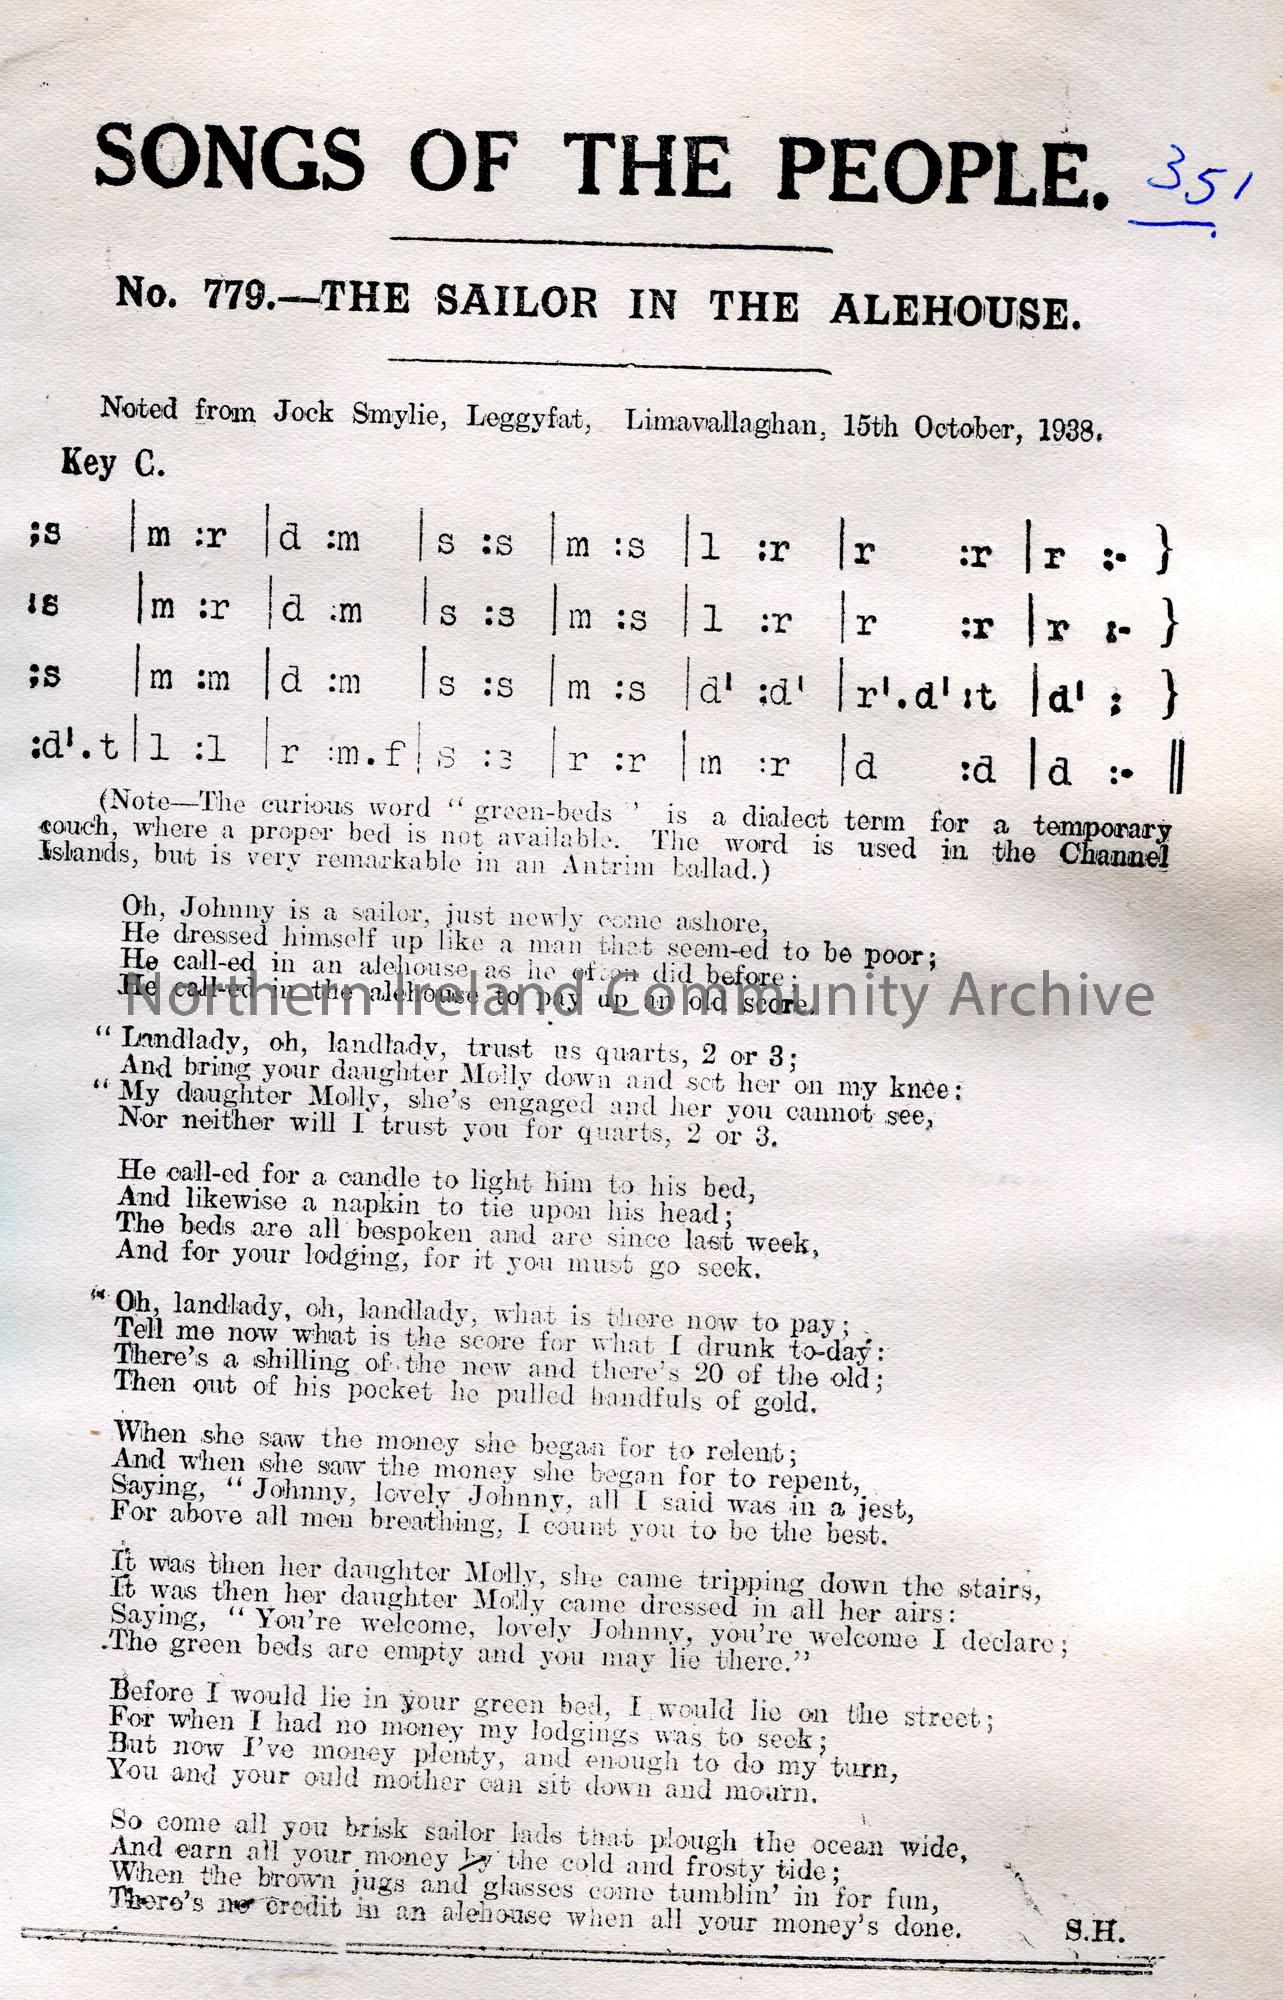 SONGS OF THE PEOPLE. 351
No. 779.—THE SAILOR IN THE ALEHOUSE.
Noted from Jock Smylie, Leggyfat, Limavallaghan, 15th October, 1938.
Key C.
:s |m :r |d :m |s :s |m :s |l :r |r :r |r :- }
:s |m :r |d :m |s :s |m :s |l :r |r :r |r :- }
:s |m :m |d :m |s :s |m :s |d' :d' |r'.d':t |d' : }
:d'.t|l :l |r :m.f|s :s |r :r |m :r |d :d |d :- ||
(Note—The curious word "green-beds" is a dialect term for a temporary
couch, where a proper bed is not available. The word is used in the Channel
Islands, but is very remarkable in an Antrim ballad.)
Oh, Johnny is a sailor, just newly come ashore,
He dressed himself up like a man that seem-ed to be poor;
He call-ed in an alehouse as he often did before;
He call-ed in the alehouse to pay up an old score.
Northern Ireland Community Archive
"Landlady, oh, landlady, trust us quarts, 2 or 3;
And bring your daughter Molly down and set her on my knee:
"My daughter Molly, she's engaged and her you cannot see,
Nor neither will I trust you for quarts, 2 or 3.
He call-ed for a candle to light him to his bed,
And likewise a napkin to tie upon his head;
The beds are all bespoken and are since last week,
And for your lodging, for it you must go seek.
"Oh, landlady, oh, landlady, what is there now to pay;
Tell me now what is the score for what I drunk to-day:
There's a shilling of the new and there's 20 of the old;
Then out of his pocket he pulled handfuls of gold.
When she saw the money she began for to relent;
And when she saw the money she began for to repent,
Saying, "Johnny, lovely Johnny, all I said was in a jest,
For above all men breathing, I count you to be the best.
It was then her daughter Molly, she came tripping down the stairs,
It was then her daughter Molly came dressed in all her airs:
Saying, "You're welcome, lovely Johnny, you're welcome I declare;
The green beds are empty and you may lie there."
Before I would lie in your green bed, I would lie on the street;
For when I had no money my lodgings was to seek;
But now I've money plenty, and enough to do my turn,
You and your ould mother can sit down and mourn.
So come all you brisk sailor lads that plough the ocean wide,
And earn all your money by the cold and frosty tide;
When the brown jugs and glasses come tumblin' in for fun,
There's no credit in an alehouse when all your money's done.
S.H.